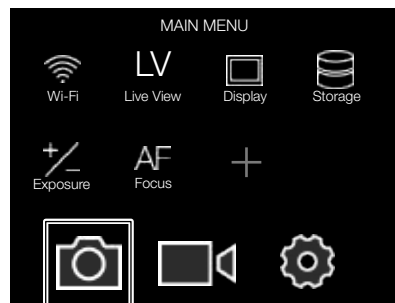 MAIN MENU
LV
Wi-Fi Live View Display Storage
AF
Exposure Focus